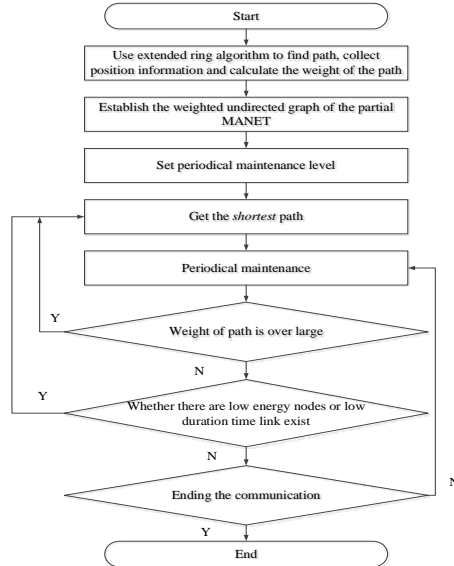 Start
Use extended ring algorithm to find path, collect
position information and calculate the weight of the path
Establish the weighted undirected graph of the partial
MANET
Set periodical maintenance level
Get the shortest path
Periodical maintenance
Y
Weight of path is over large
N
Y
Whether there are low energy nodes or low
duration time link exist
N
N
Ending the communication
Y
End